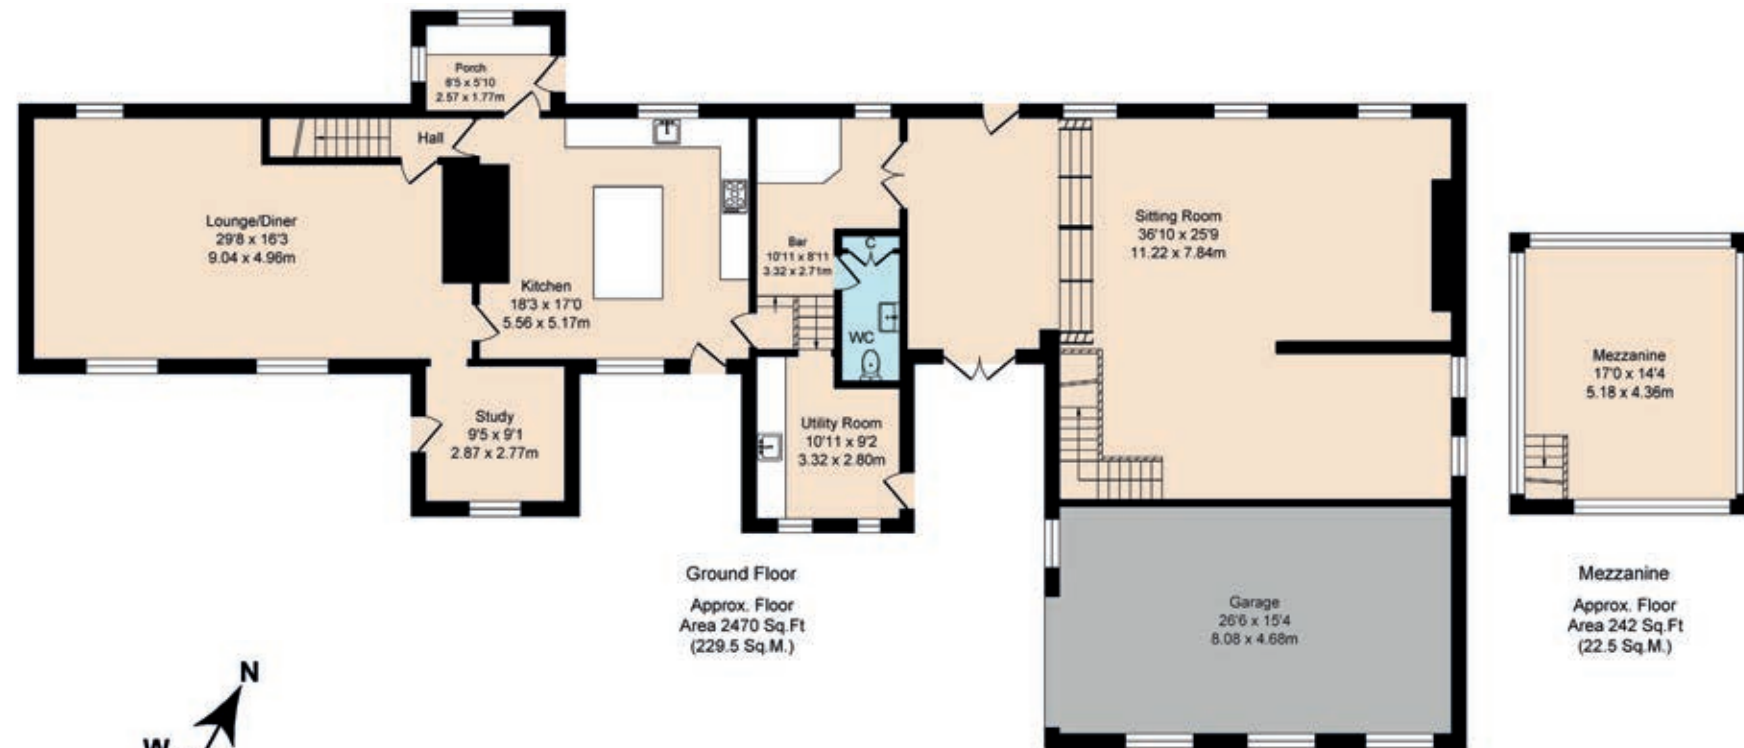 Porch
8'5 x 5'10
2.57 x 1.77m
Hall
Lounge/Diner
29'8 x 16'3
9.04 x 4.96m
Kitchen
18'3 x 17'0
5.56 x 5.17m
Bar
10'11 x 8'11
3.32 x 2.71m
C
WC
Sitting Room
36'10 x 25'9
11.22 x 7.84m
Study
9'5 x 9'1
2.87 x 2.77m
Utility Room
10'11 x 9'2
3.32 x 2.80m
Mezzanine
17'0 x 14'4
5.18 x 4.36m
Ground Floor
Approx. Floor
Area 2470 Sq.Ft
(229.5 Sq.M.)
Garage
26'6 x 15'4
8.08 x 4.68m
Mezzanine
Approx. Floor
Area 242 Sq.Ft
(22.5 Sq.M.)
N
W